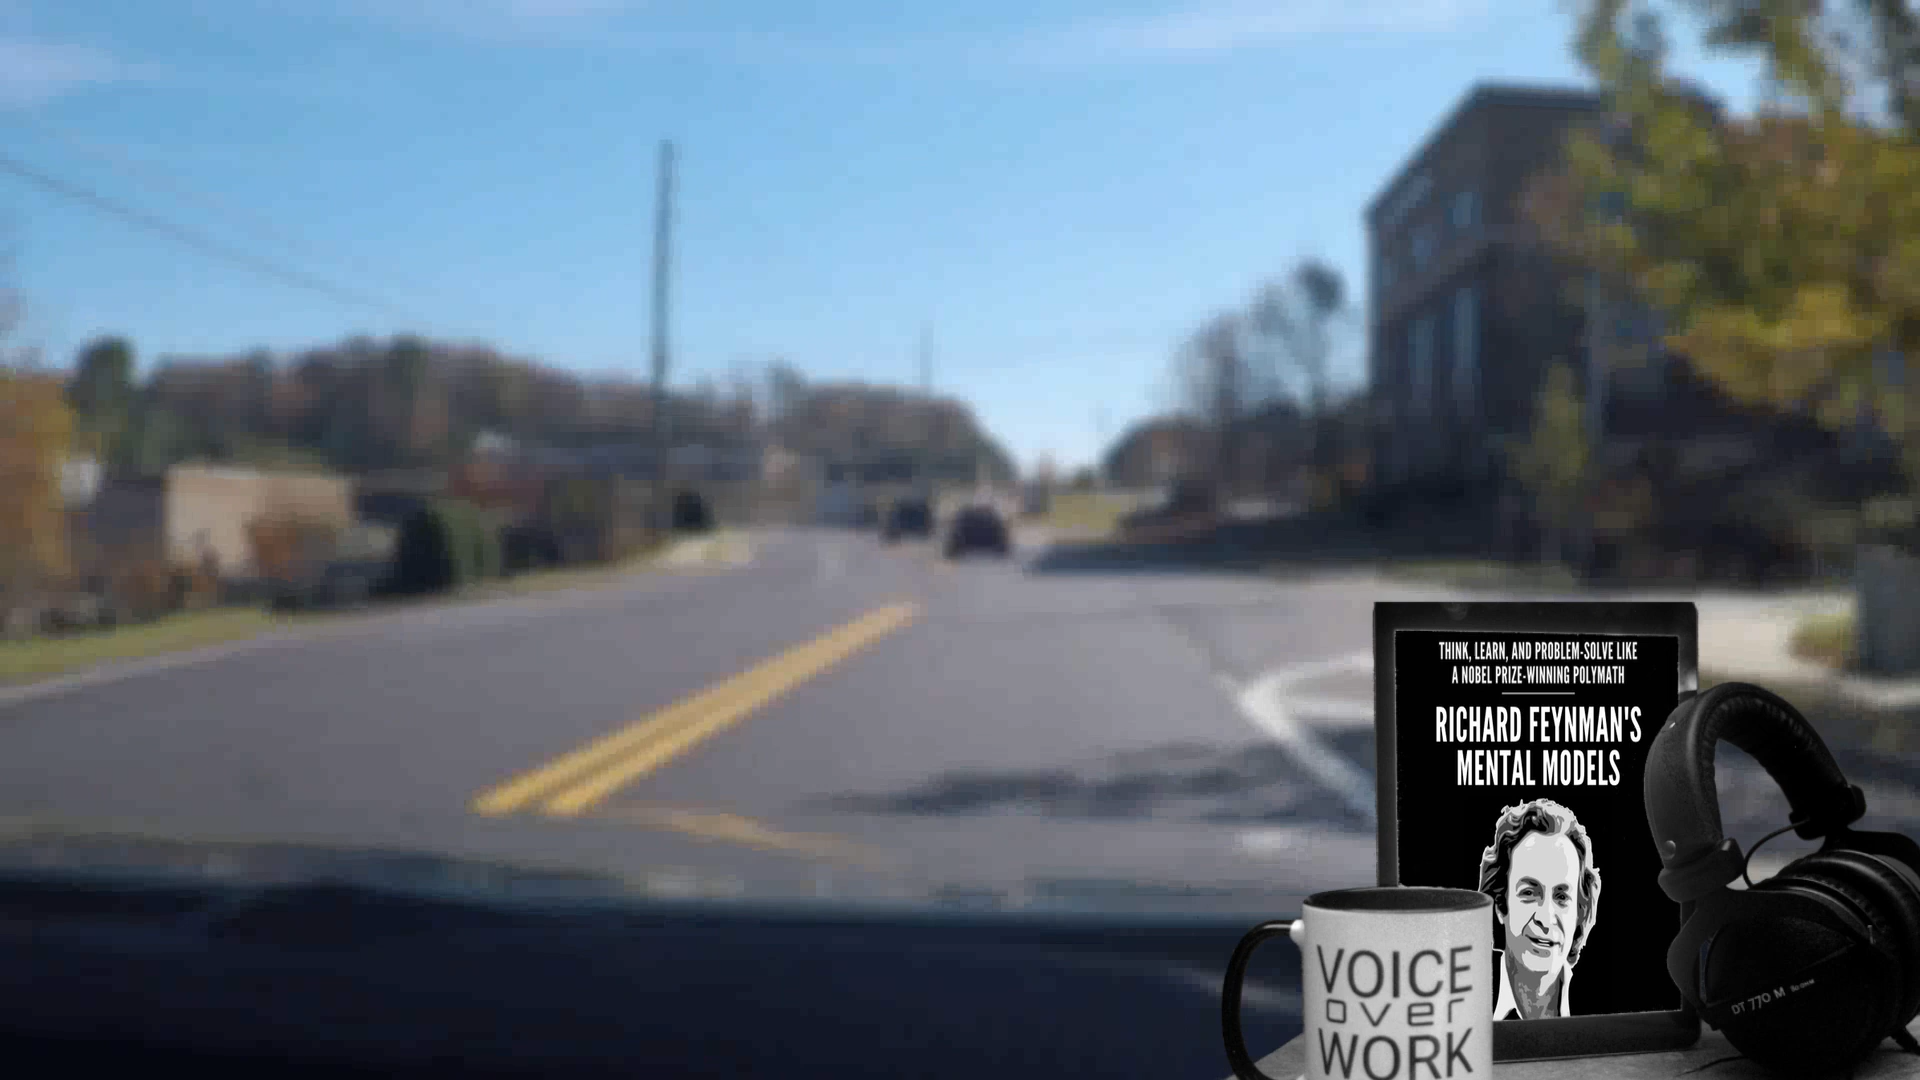 THINK, LEARN, AND PROBLEM-SOLVE LIKE
A NOBEL PRIZE-WINNING POLYMATH
RICHARD FEYNMAN'S
MENTAL MODELS
VOICE
over
WORK
DT 770 M